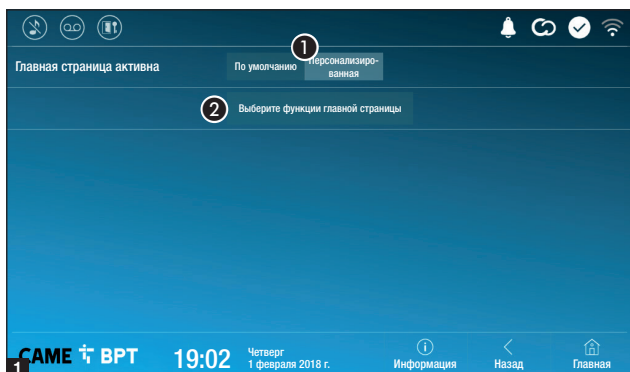 1
Главная страница активна
По умолчанию
Персонализиро-
ванная
2
Выберите функции главной страницы
1
CAME BPT
19:02
Четверг
1 февраля 2018 г.
Информация
Назад
Главная